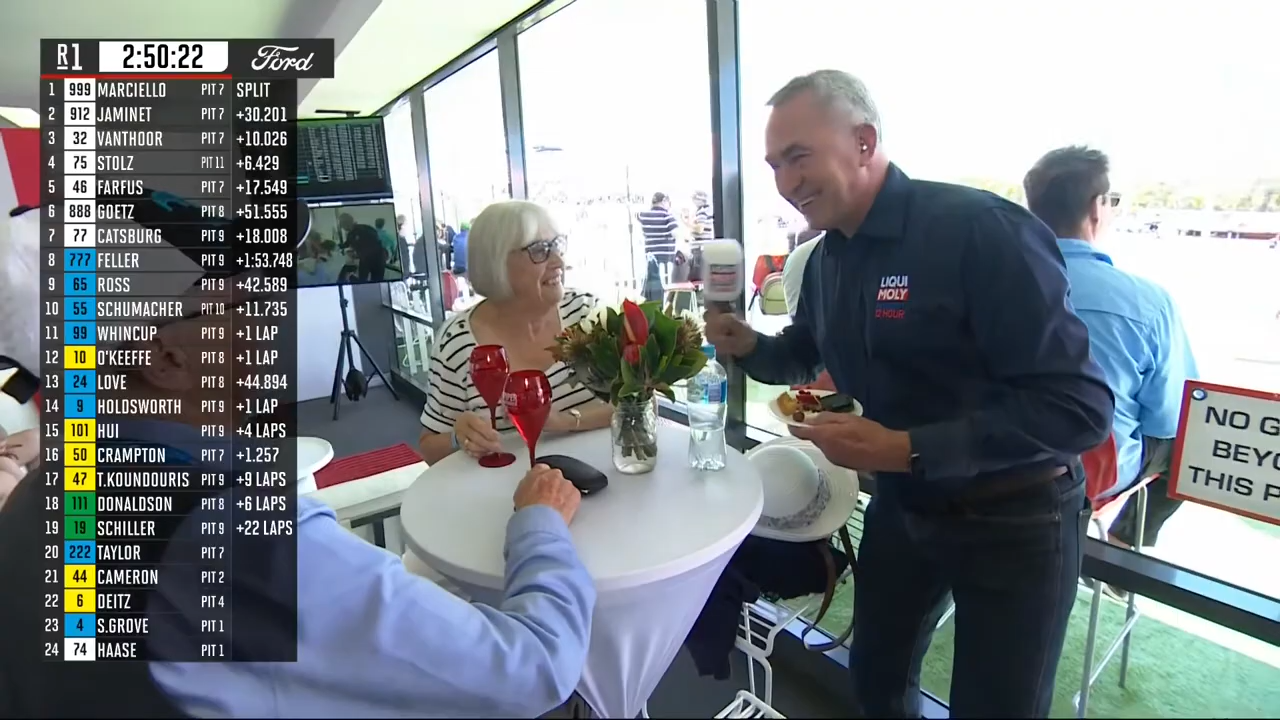 R1 2:50:22 Ford
1 999 MARCIELLO PIT 7 SPLIT
2 912 JAMINET PIT 7 +30.201
3 32 VANTHOOR PIT 7 +10.026
4 75 STOLZ PIT 11 +6.429
5 46 FARFUS PIT 7 +17.549
6 888 GOETZ PIT 8 +51.555
7 77 CATSBURG PIT 9 +18.008
8 777 FELLER PIT 9 +1:53.748
9 65 ROSS PIT 9 +42.589
10 55 SCHUMACHER PIT 10 +11.735
11 99 WHINCUP PIT 9 +1 LAP
12 10 O'KEEFFE PIT 8 +1 LAP
13 24 LOVE PIT 8 +44.894
14 9 HOLDSWORTH PIT 9 +1 LAP
15 101 HUI PIT 9 +4 LAPS
16 50 CRAMPTON PIT 7 +1.257
17 47 T.KOUNDOURIS PIT 9 +9 LAPS
18 111 DONALDSON PIT 8 +6 LAPS
19 19 SCHILLER PIT 9 +22 LAPS
20 222 TAYLOR PIT 7
21 44 CAMERON PIT 2
22 6 DEITZ PIT 4
23 4 S.GROVE PIT 1
24 74 HAASE PIT 1
LIQUI
MOLY
12 HOUR
NO G
BEYO
THIS P